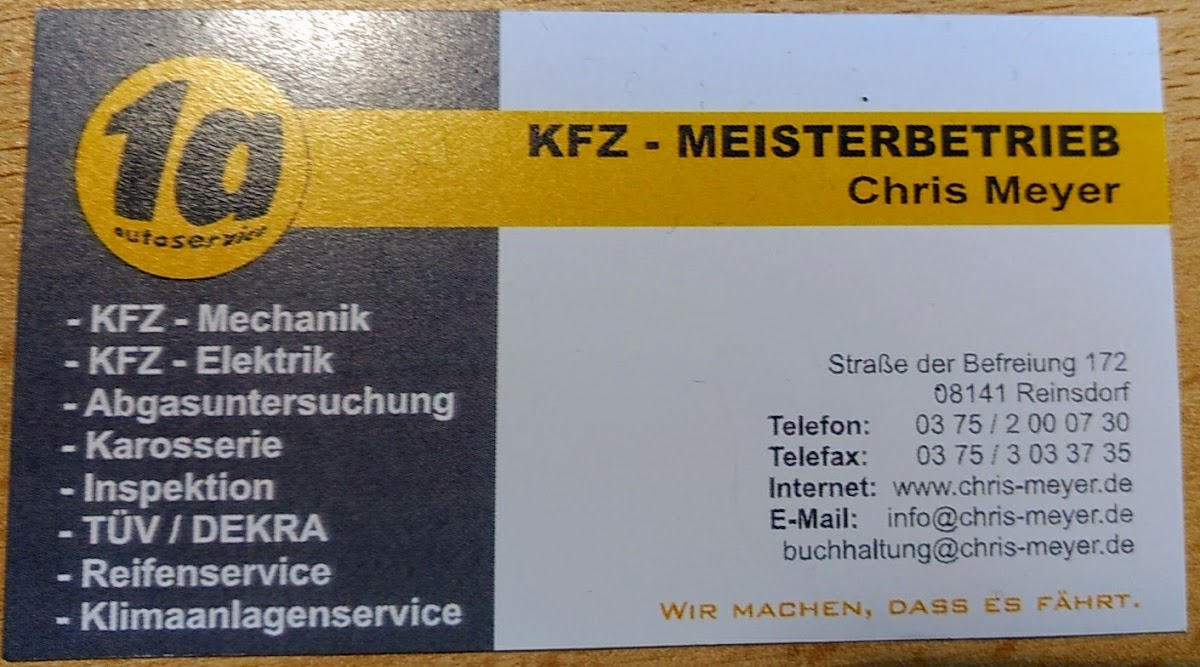 1a
autoservice
KFZ - MEISTERBETRIEB
Chris Meyer
- KFZ - Mechanik
- KFZ - Elektrik
- Abgasuntersuchung
- Karosserie
- Inspektion
- TÜV / DEKRA
- Reifenservice
- Klimaanlagenservice
Straße der Befreiung 172
08141 Reinsdorf
Telefon: 03 75 / 2 00 07 30
Telefax: 03 75 / 3 03 37 35
Internet: www.chris-meyer.de
E-Mail: info@chris-meyer.de
buchhaltung@chris-meyer.de
WIR MACHEN, DASS ES FÄHRT.